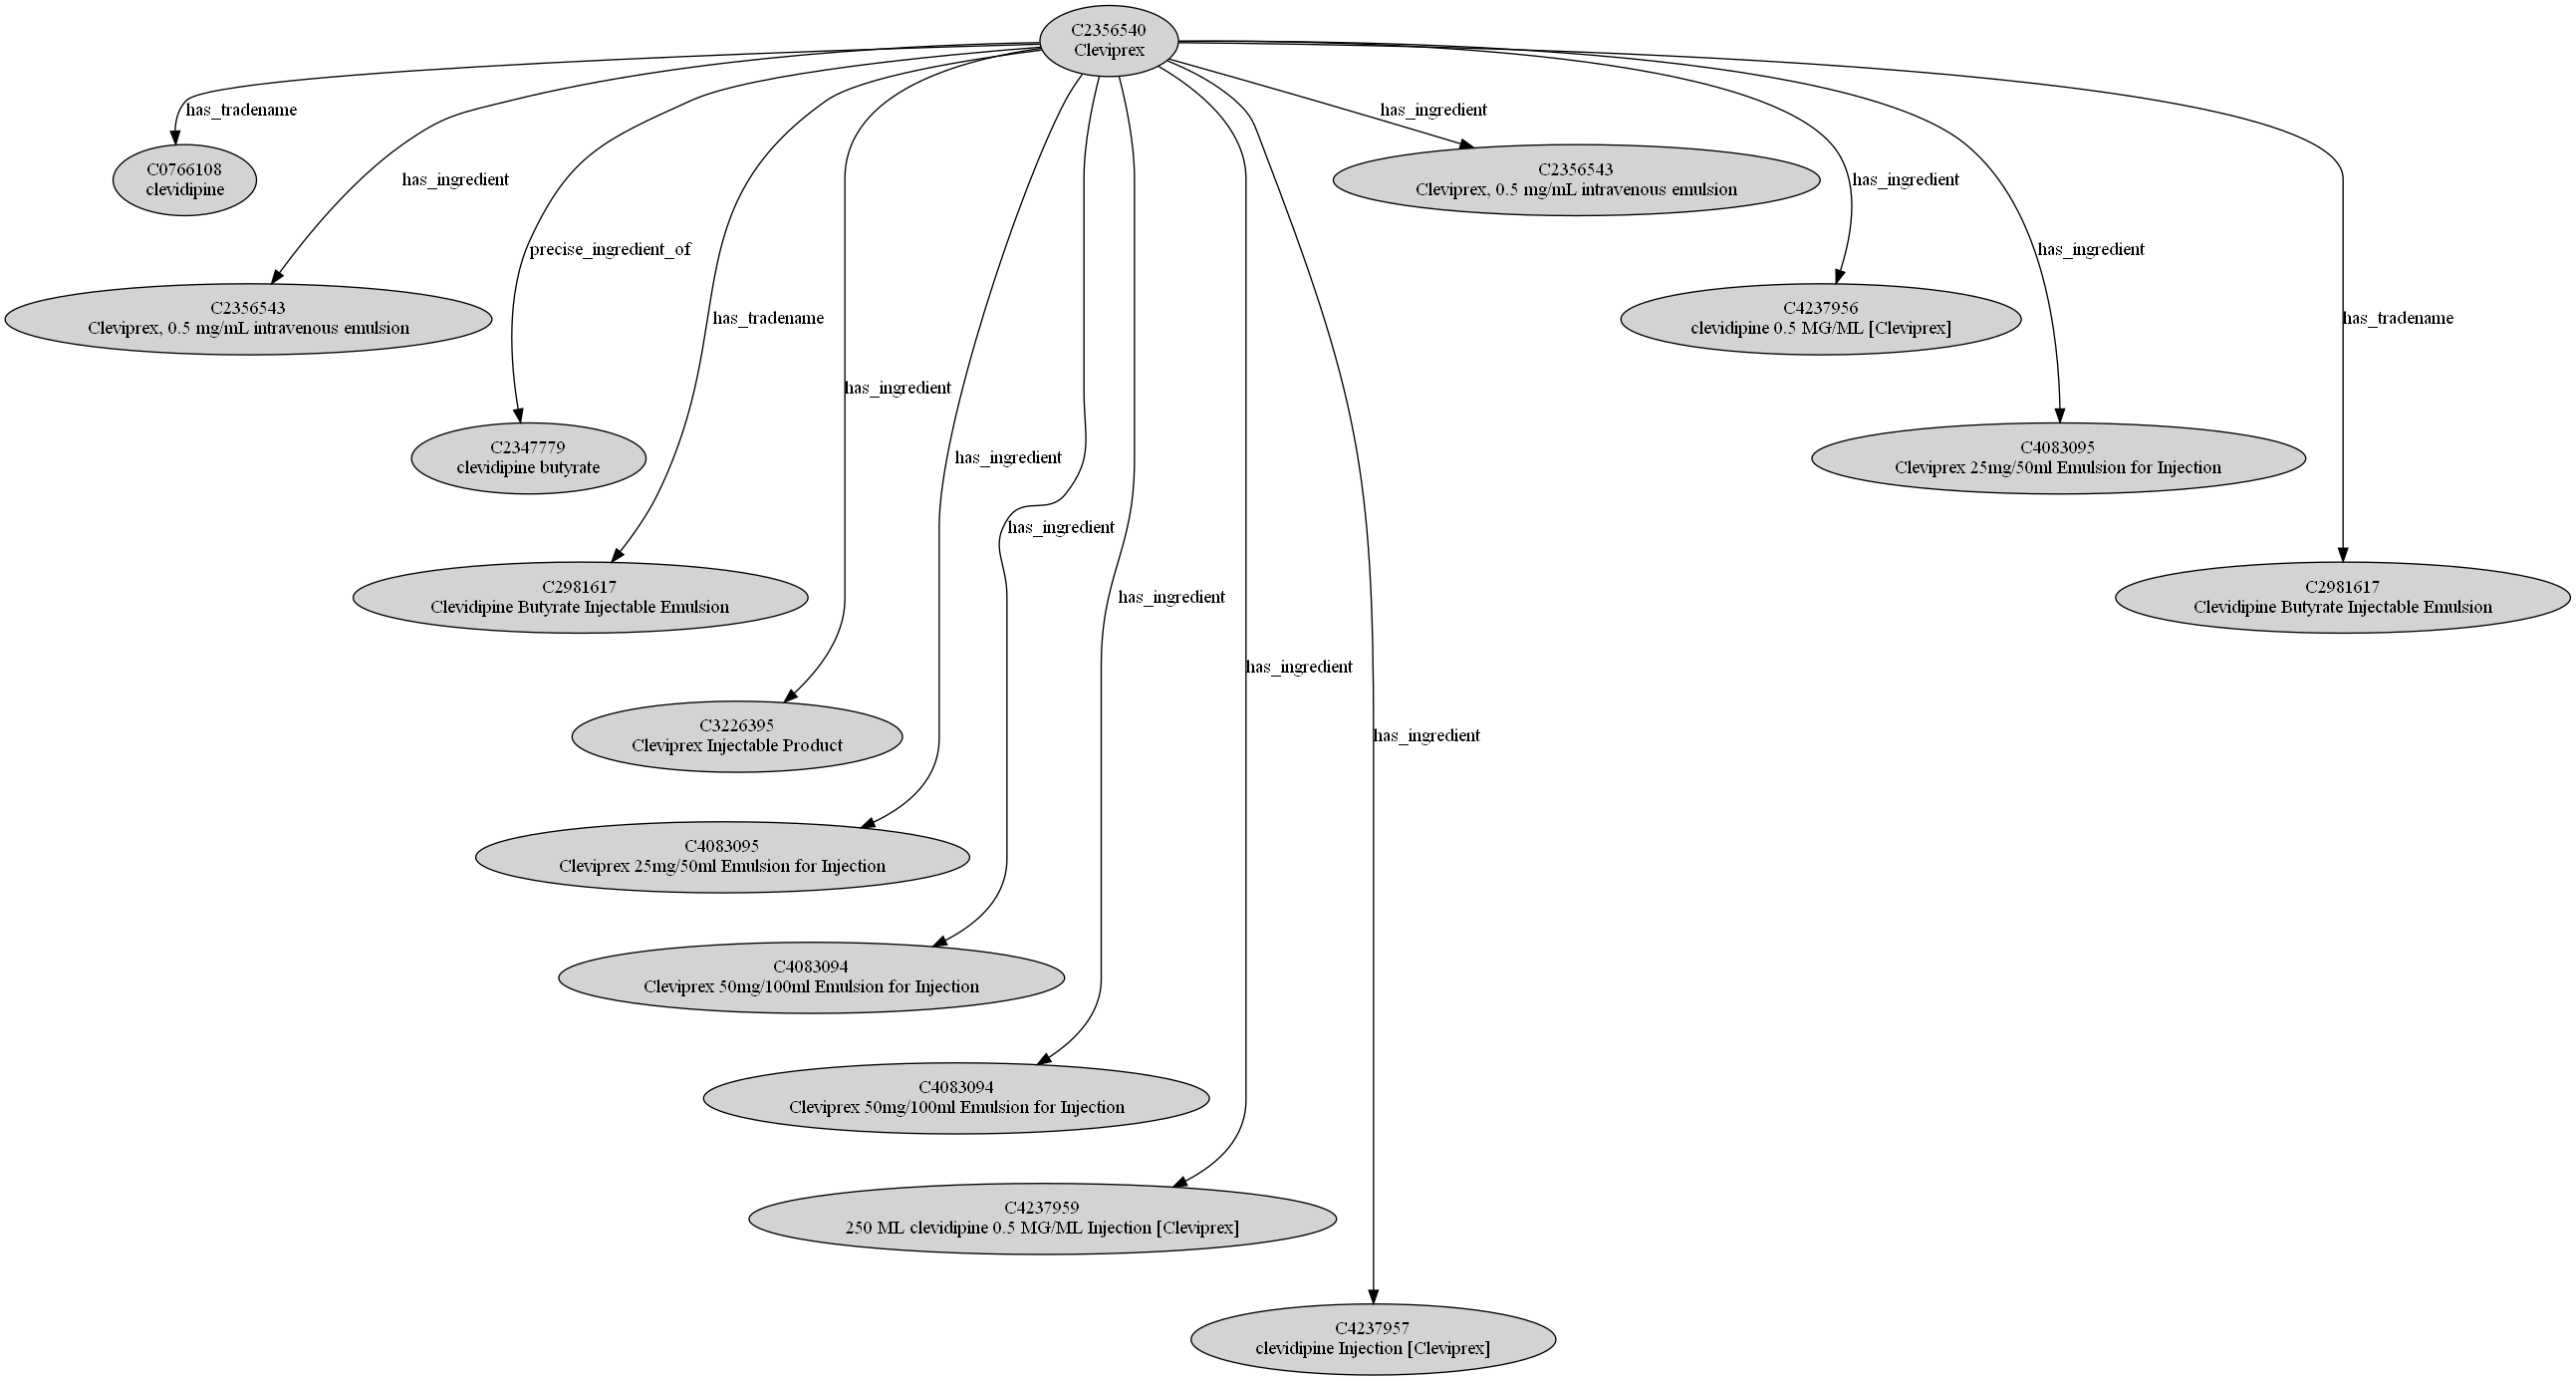 C2356540
Cleviprex
has_tradename
has_ingredient
C0766108
clevidipine
has_ingredient
C2356543
Cleviprex, 0.5 mg/mL intravenous emulsion
has_ingredient
precise_ingredient_of
has_ingredient
C2356543
Cleviprex, 0.5 mg/mL intravenous emulsion
has_tradename
C4237956
clevidipine 0.5 MG/ML [Cleviprex]
has_tradename
has_ingredient
C2347779
clevidipine butyrate
has_ingredient
C4083095
Cleviprex 25mg/50ml Emulsion for Injection
has_ingredient
C2981617
Clevidipine Butyrate Injectable Emulsion
has_ingredient
C2981617
Clevidipine Butyrate Injectable Emulsion
has_ingredient
C3226395
Cleviprex Injectable Product
has_ingredient
C4083095
Cleviprex 25mg/50ml Emulsion for Injection
C4083094
Cleviprex 50mg/100ml Emulsion for Injection
C4083094
Cleviprex 50mg/100ml Emulsion for Injection
C4237959
250 ML clevidipine 0.5 MG/ML Injection [Cleviprex]
C4237957
clevidipine Injection [Cleviprex]